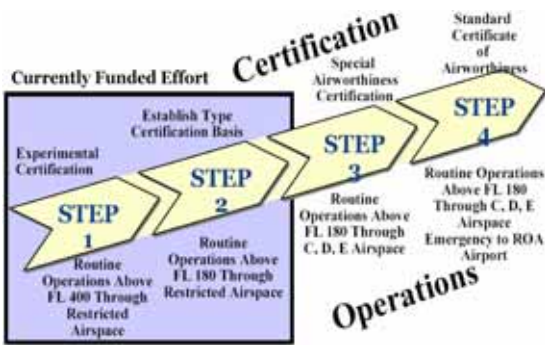 Certification
Currently Funded Effort
Experimental
Certification
STEP
1
Routine
Operations Above
FL 400 Through
Restricted
Airspace
Establish Type
Certification Basis
STEP
2
Routine
Operations Above
FL 180 Through
Restricted Airspace
Special
Airworthiness
Certification
STEP
3
Routine
Operations Above
FL 180 Through
C, D, E Airspace
Standard
Certificate
of
Airworthiness
STEP
4
Routine Operations
Above FL 180
Through C, D, E
Airspace
Emergency to ROA
Airport
Operations